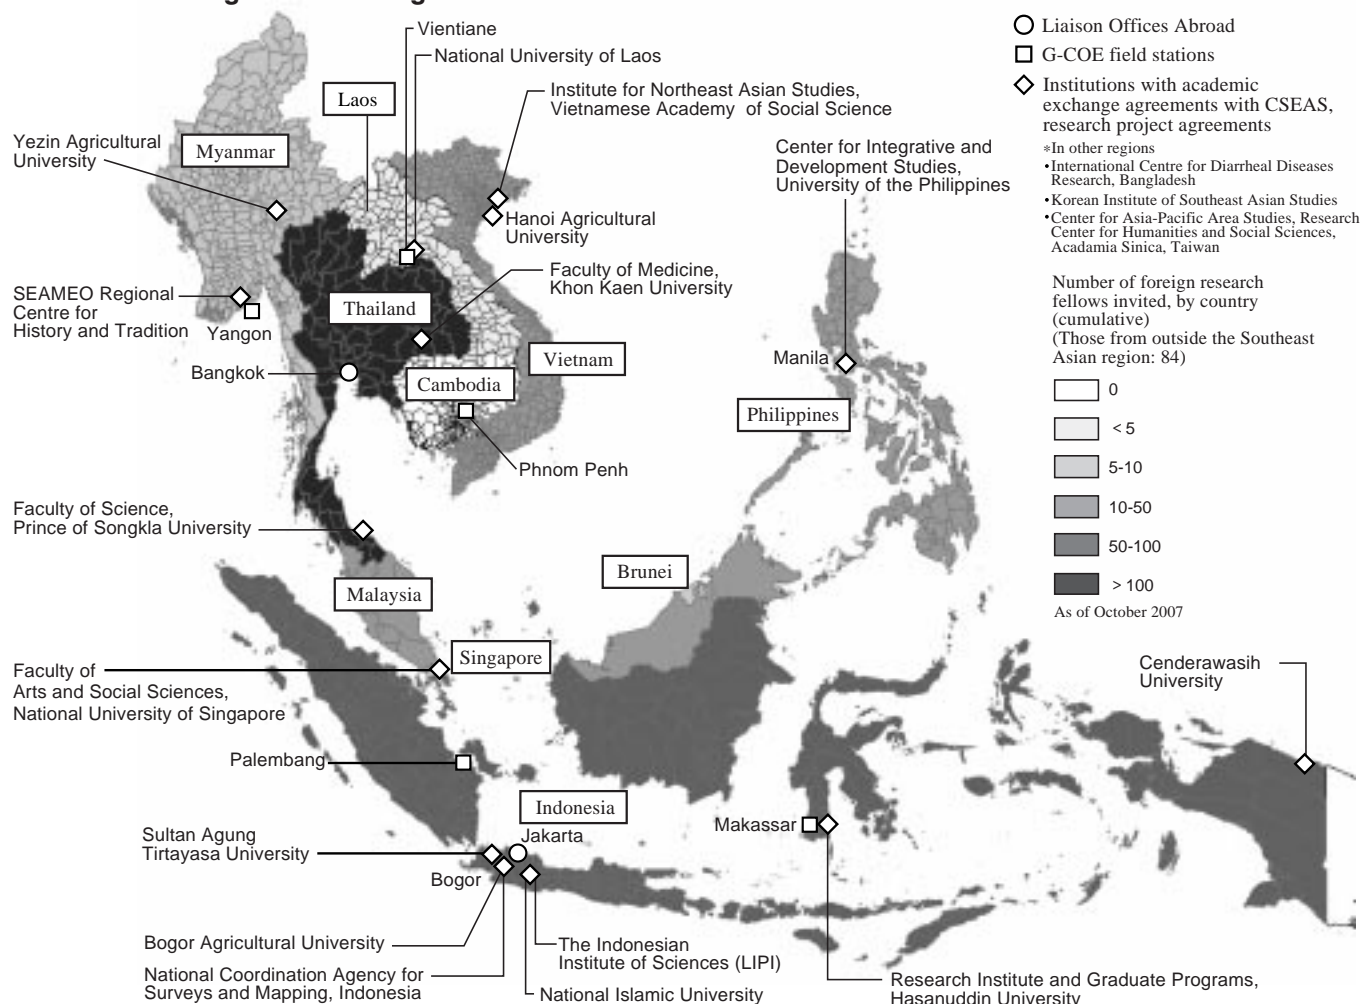 Vientiane
National University of Laos
Laos
Institute for Northeast Asian Studies,
Vietnamese Academy of Social Science
Yezin Agricultural
University
Myanmar
Center for Integrative and
Development Studies,
University of the Philippines
Hanoi Agricultural
University
Faculty of Medicine,
Khon Kaen University
SEAMEO Regional
Centre for
History and Tradition
Yangon
Thailand
Bangkok
Vietnam
Cambodia
Manila
Philippines
Phnom Penh
Faculty of Science,
Prince of Songkla University
Malaysia
Brunei
Singapore
Faculty of
Arts and Social Sciences,
National University of Singapore
Cenderawasih
University
Palembang
Indonesia
Jakarta
Makassar
Sultan Agung
Tirtayasa University
Bogor
Bogor Agricultural University
National Coordination Agency for
Surveys and Mapping, Indonesia
The Indonesian
Institute of Sciences (LIPI)
National Islamic University
Research Institute and Graduate Programs,
Hasanuddin University
Liaison Offices Abroad
G-COE field stations
Institutions with academic
exchange agreements with CSEAS,
research project agreements
*In other regions
•International Centre for Diarrheal Diseases
Research, Bangladesh
•Korean Institute of Southeast Asian Studies
•Center for Asia-Pacific Area Studies, Research
Center for Humanities and Social Sciences,
Acadamia Sinica, Taiwan
Number of foreign research
fellows invited, by country
(cumulative)
(Those from outside the Southeast
Asian region: 84)
0
< 5
5-10
10-50
50-100
> 100
As of October 2007